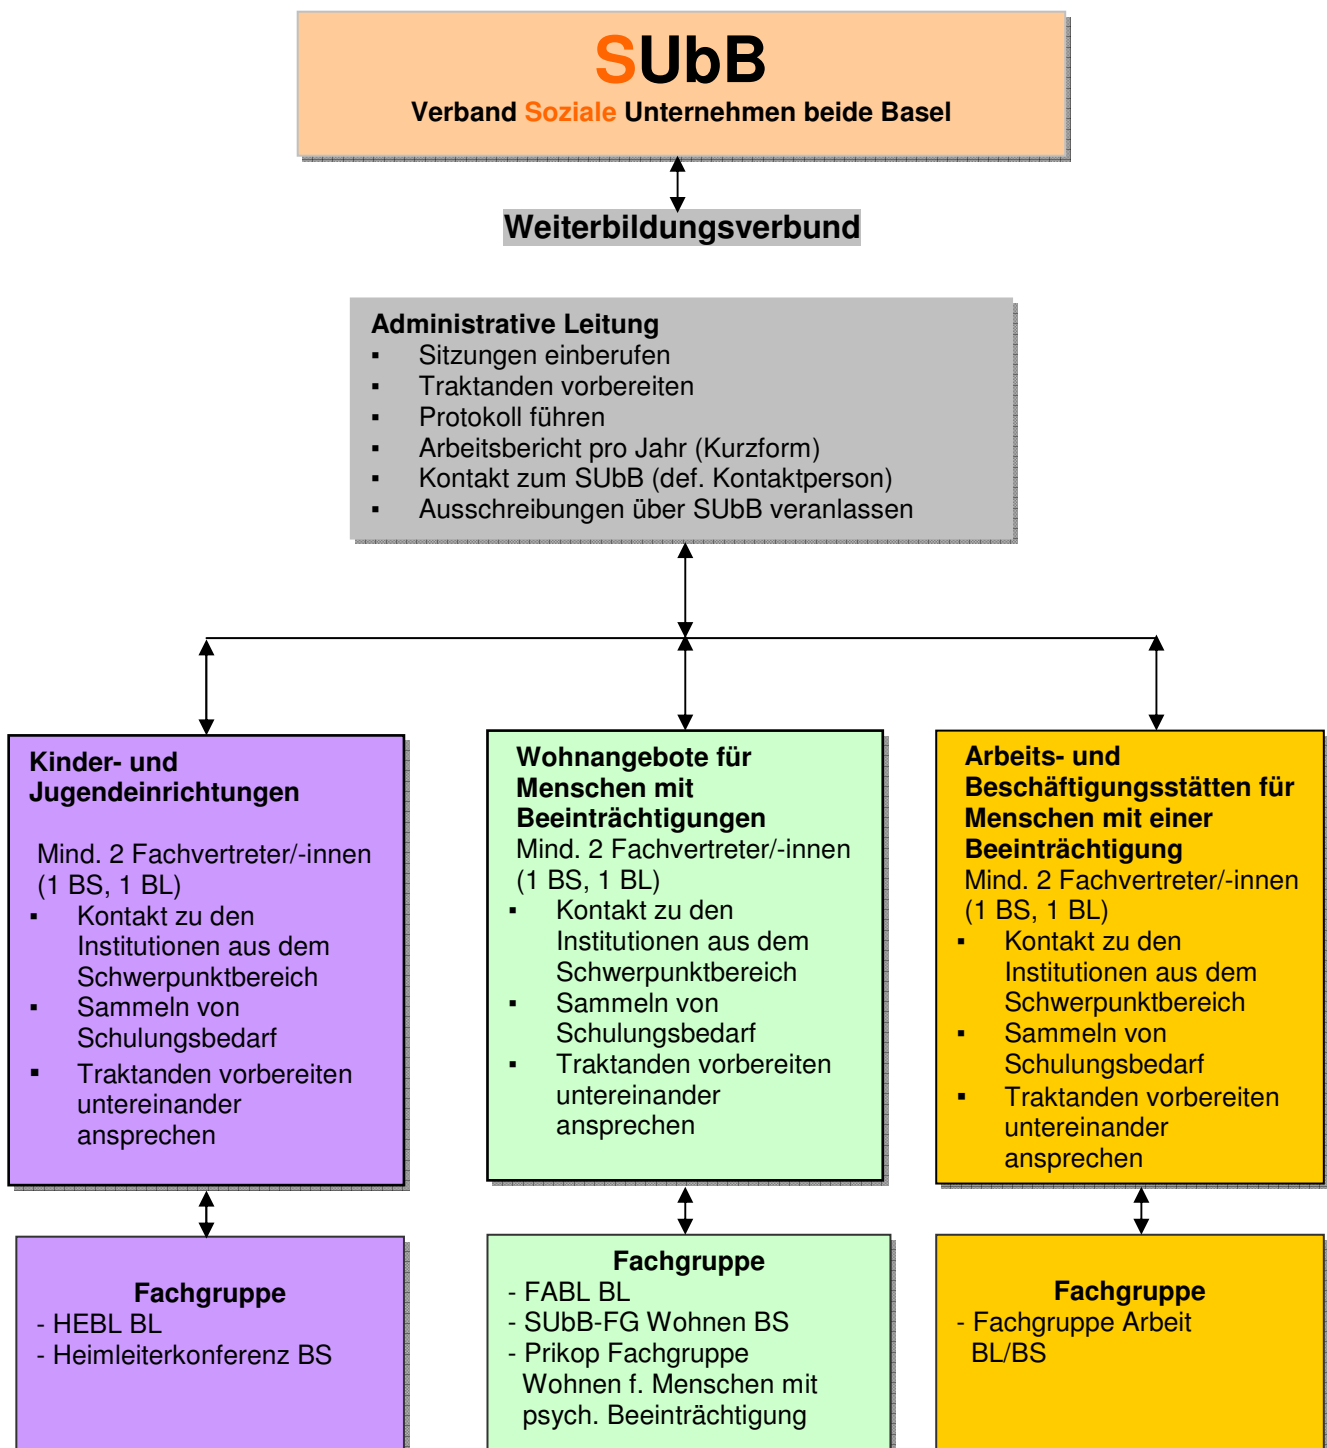 SUbB
Verband Soziale Unternehmen beide Basel
Weiterbildungsverbund
Administrative Leitung
▪ Sitzungen einberufen
▪ Traktanden vorbereiten
▪ Protokoll führen
▪ Arbeitsbericht pro Jahr (Kurzform)
▪ Kontakt zum SUbB (def. Kontaktperson)
▪ Ausschreibungen über SUbB veranlassen
Kinder- und
Jugendeinrichtungen
Mind. 2 Fachvertreter/-innen
(1 BS, 1 BL)
▪ Kontakt zu den
Institutionen aus dem
Schwerpunktbereich
▪ Sammeln von
Schulungsbedarf
▪ Traktanden vorbereiten
untereinander
ansprechen
Wohnangebote für
Menschen mit
Beeinträchtigungen
Mind. 2 Fachvertreter/-innen
(1 BS, 1 BL)
▪ Kontakt zu den
Institutionen aus dem
Schwerpunktbereich
▪ Sammeln von
Schulungsbedarf
▪ Traktanden vorbereiten
untereinander
ansprechen
Arbeits- und
Beschäftigungsstätten für
Menschen mit einer
Beeinträchtigung
Mind. 2 Fachvertreter/-innen
(1 BS, 1 BL)
▪ Kontakt zu den
Institutionen aus dem
Schwerpunktbereich
▪ Sammeln von
Schulungsbedarf
▪ Traktanden vorbereiten
untereinander
ansprechen
Fachgruppe
- HEBL BL
- Heimleiterkonferenz BS
Fachgruppe
- FABL BL
- SUbB-FG Wohnen BS
- Prikop Fachgruppe
Wohnen f. Menschen mit
psych. Beeinträchtigung
Fachgruppe
- Fachgruppe Arbeit
BL/BS